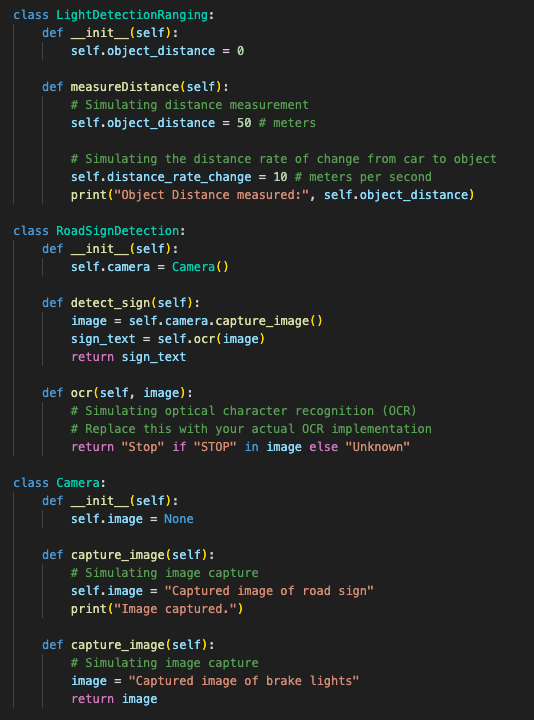 class LightDetectionRanging:
    def __init__(self):
        self.object_distance = 0

    def measureDistance(self):
        # Simulating distance measurement
        self.object_distance = 50 # meters

        # Simulating the distance rate of change from car to object
        self.distance_rate_change = 10 # meters per second
        print("Object Distance measured:", self.object_distance)

class RoadSignDetection:
    def __init__(self):
        self.camera = Camera()

    def detect_sign(self):
        image = self.camera.capture_image()
        sign_text = self.ocr(image)
        return sign_text

    def ocr(self, image):
        # Simulating optical character recognition (OCR)
        # Replace this with your actual OCR implementation
        return "Stop" if "STOP" in image else "Unknown"

class Camera:
    def __init__(self):
        self.image = None

    def capture_image(self):
        # Simulating image capture
        self.image = "Captured image of road sign"
        print("Image captured.")

    def capture_image(self):
        # Simulating image capture
        image = "Captured image of brake lights"
        return image